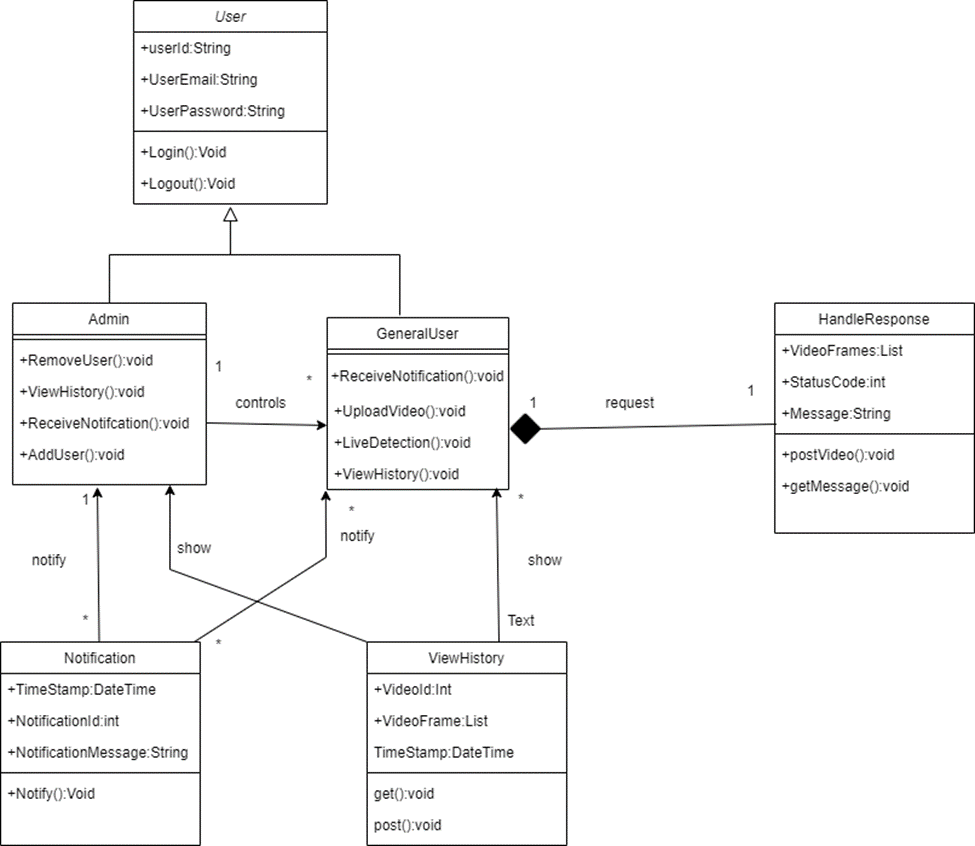 User
+userId:String
+UserEmail:String
+UserPassword:String
+Login():Void
+Logout():Void
Admin
+RemoveUser():void
+ViewHistory():void
+ReceiveNotifcation():void
+AddUser():void
1
*
controls
GeneralUser
+ReceiveNotification():void
+UploadVideo():void
+LiveDetection():void
+ViewHistory():void
1
request
1
HandleResponse
+VideoFrames:List
+StatusCode:int
+Message:String
+postVideo():void
+getMessage():void
1
notify
*
show
*
notify
*
*
show
Text
Notification
+TimeStamp:DateTime
+NotificationId:int
+NotificationMessage:String
+Notify():Void
ViewHistory
+VideoId:Int
+VideoFrame:List
TimeStamp:DateTime
get():void
post():void